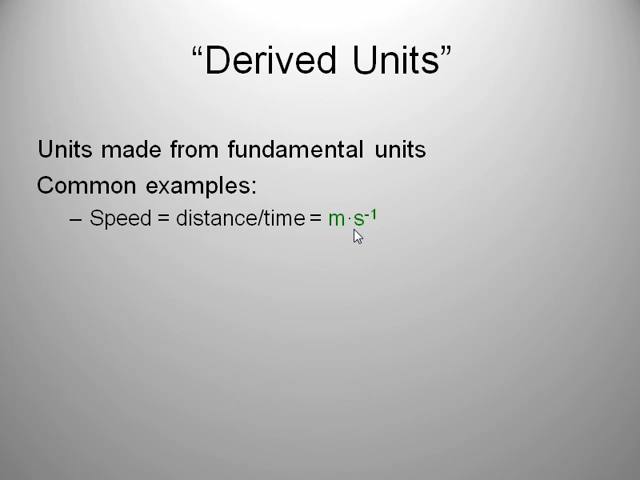 “Derived Units”
Units made from fundamental units
Common examples:
– Speed = distance/time = m·s⁻¹